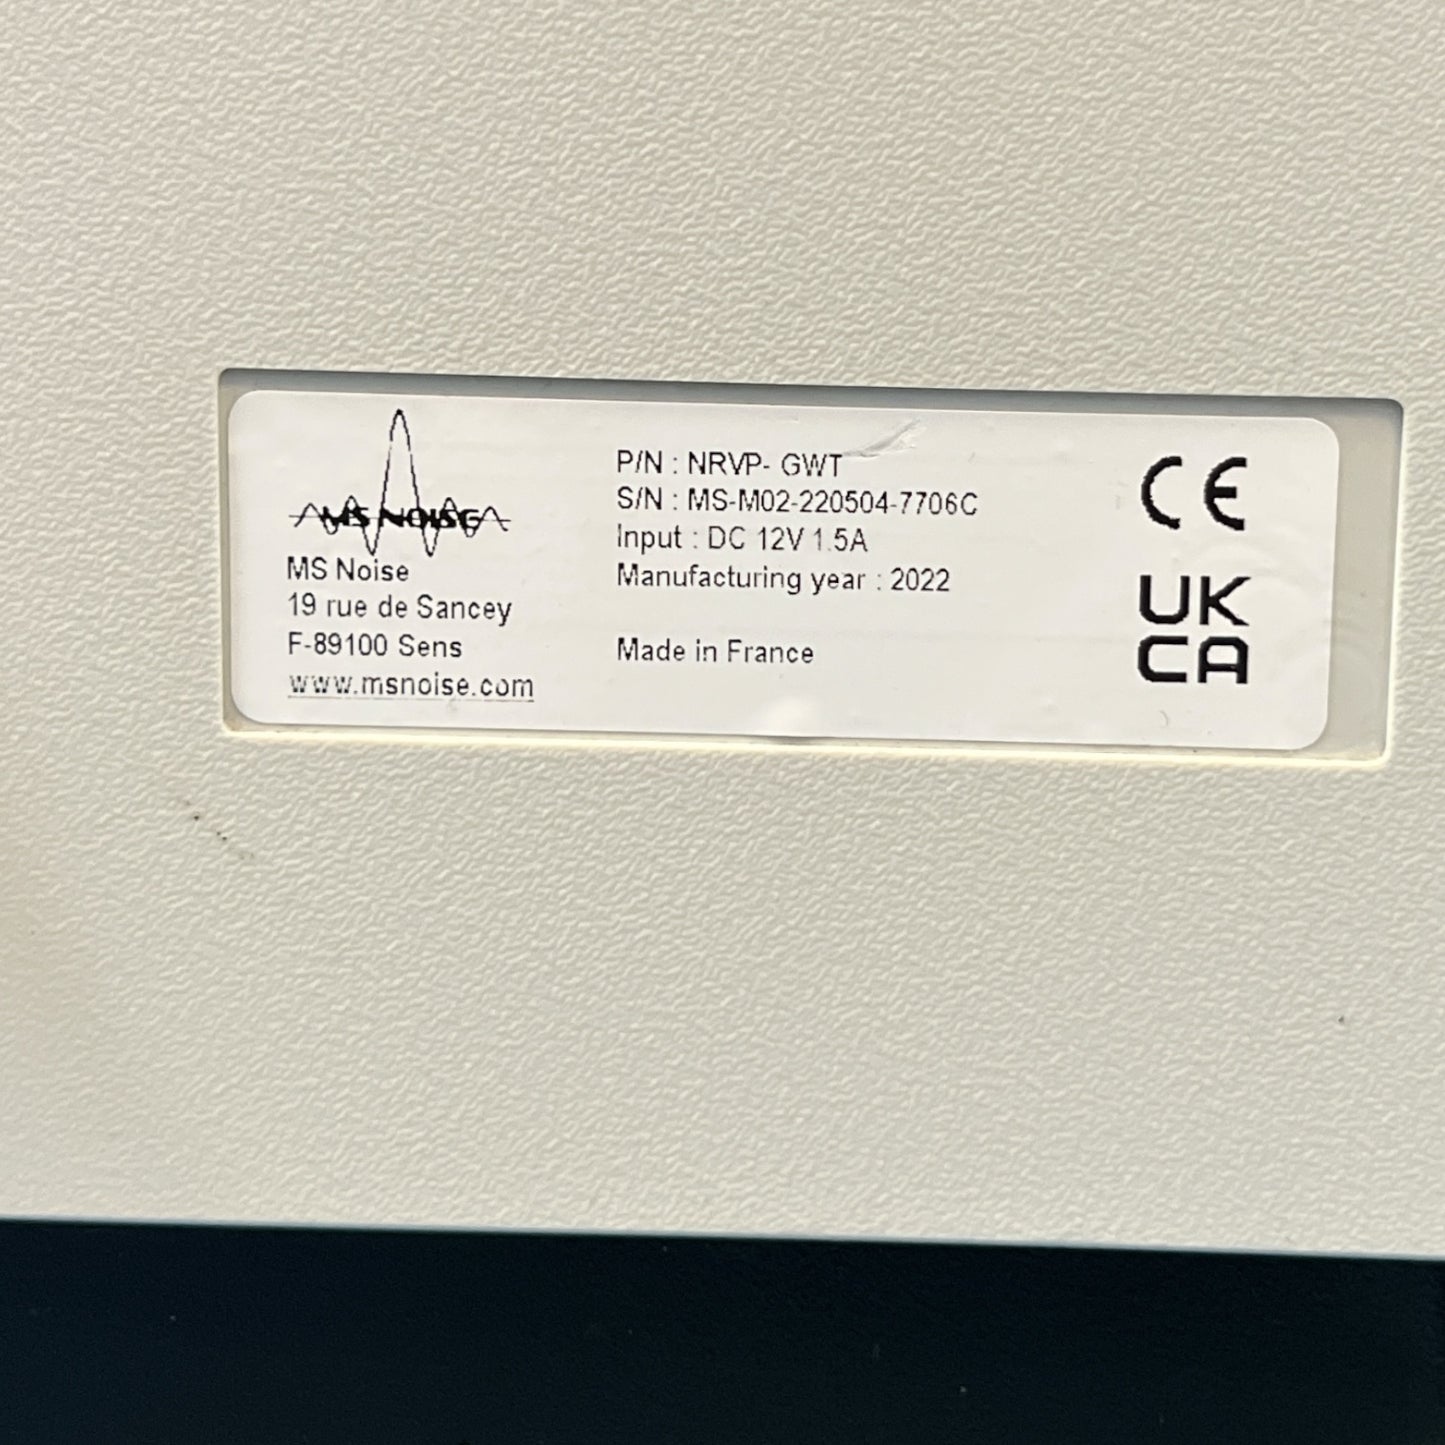 MS NOISE
MS Noise
19 rue de Sancey
F-89100 Sens
www.msnoise.com
P/N : NRVP- GWT
S/N : MS-M02-220504-7706C
Input : DC 12V 1.5A
Manufacturing year : 2022
Made in France
CE
UK
CA